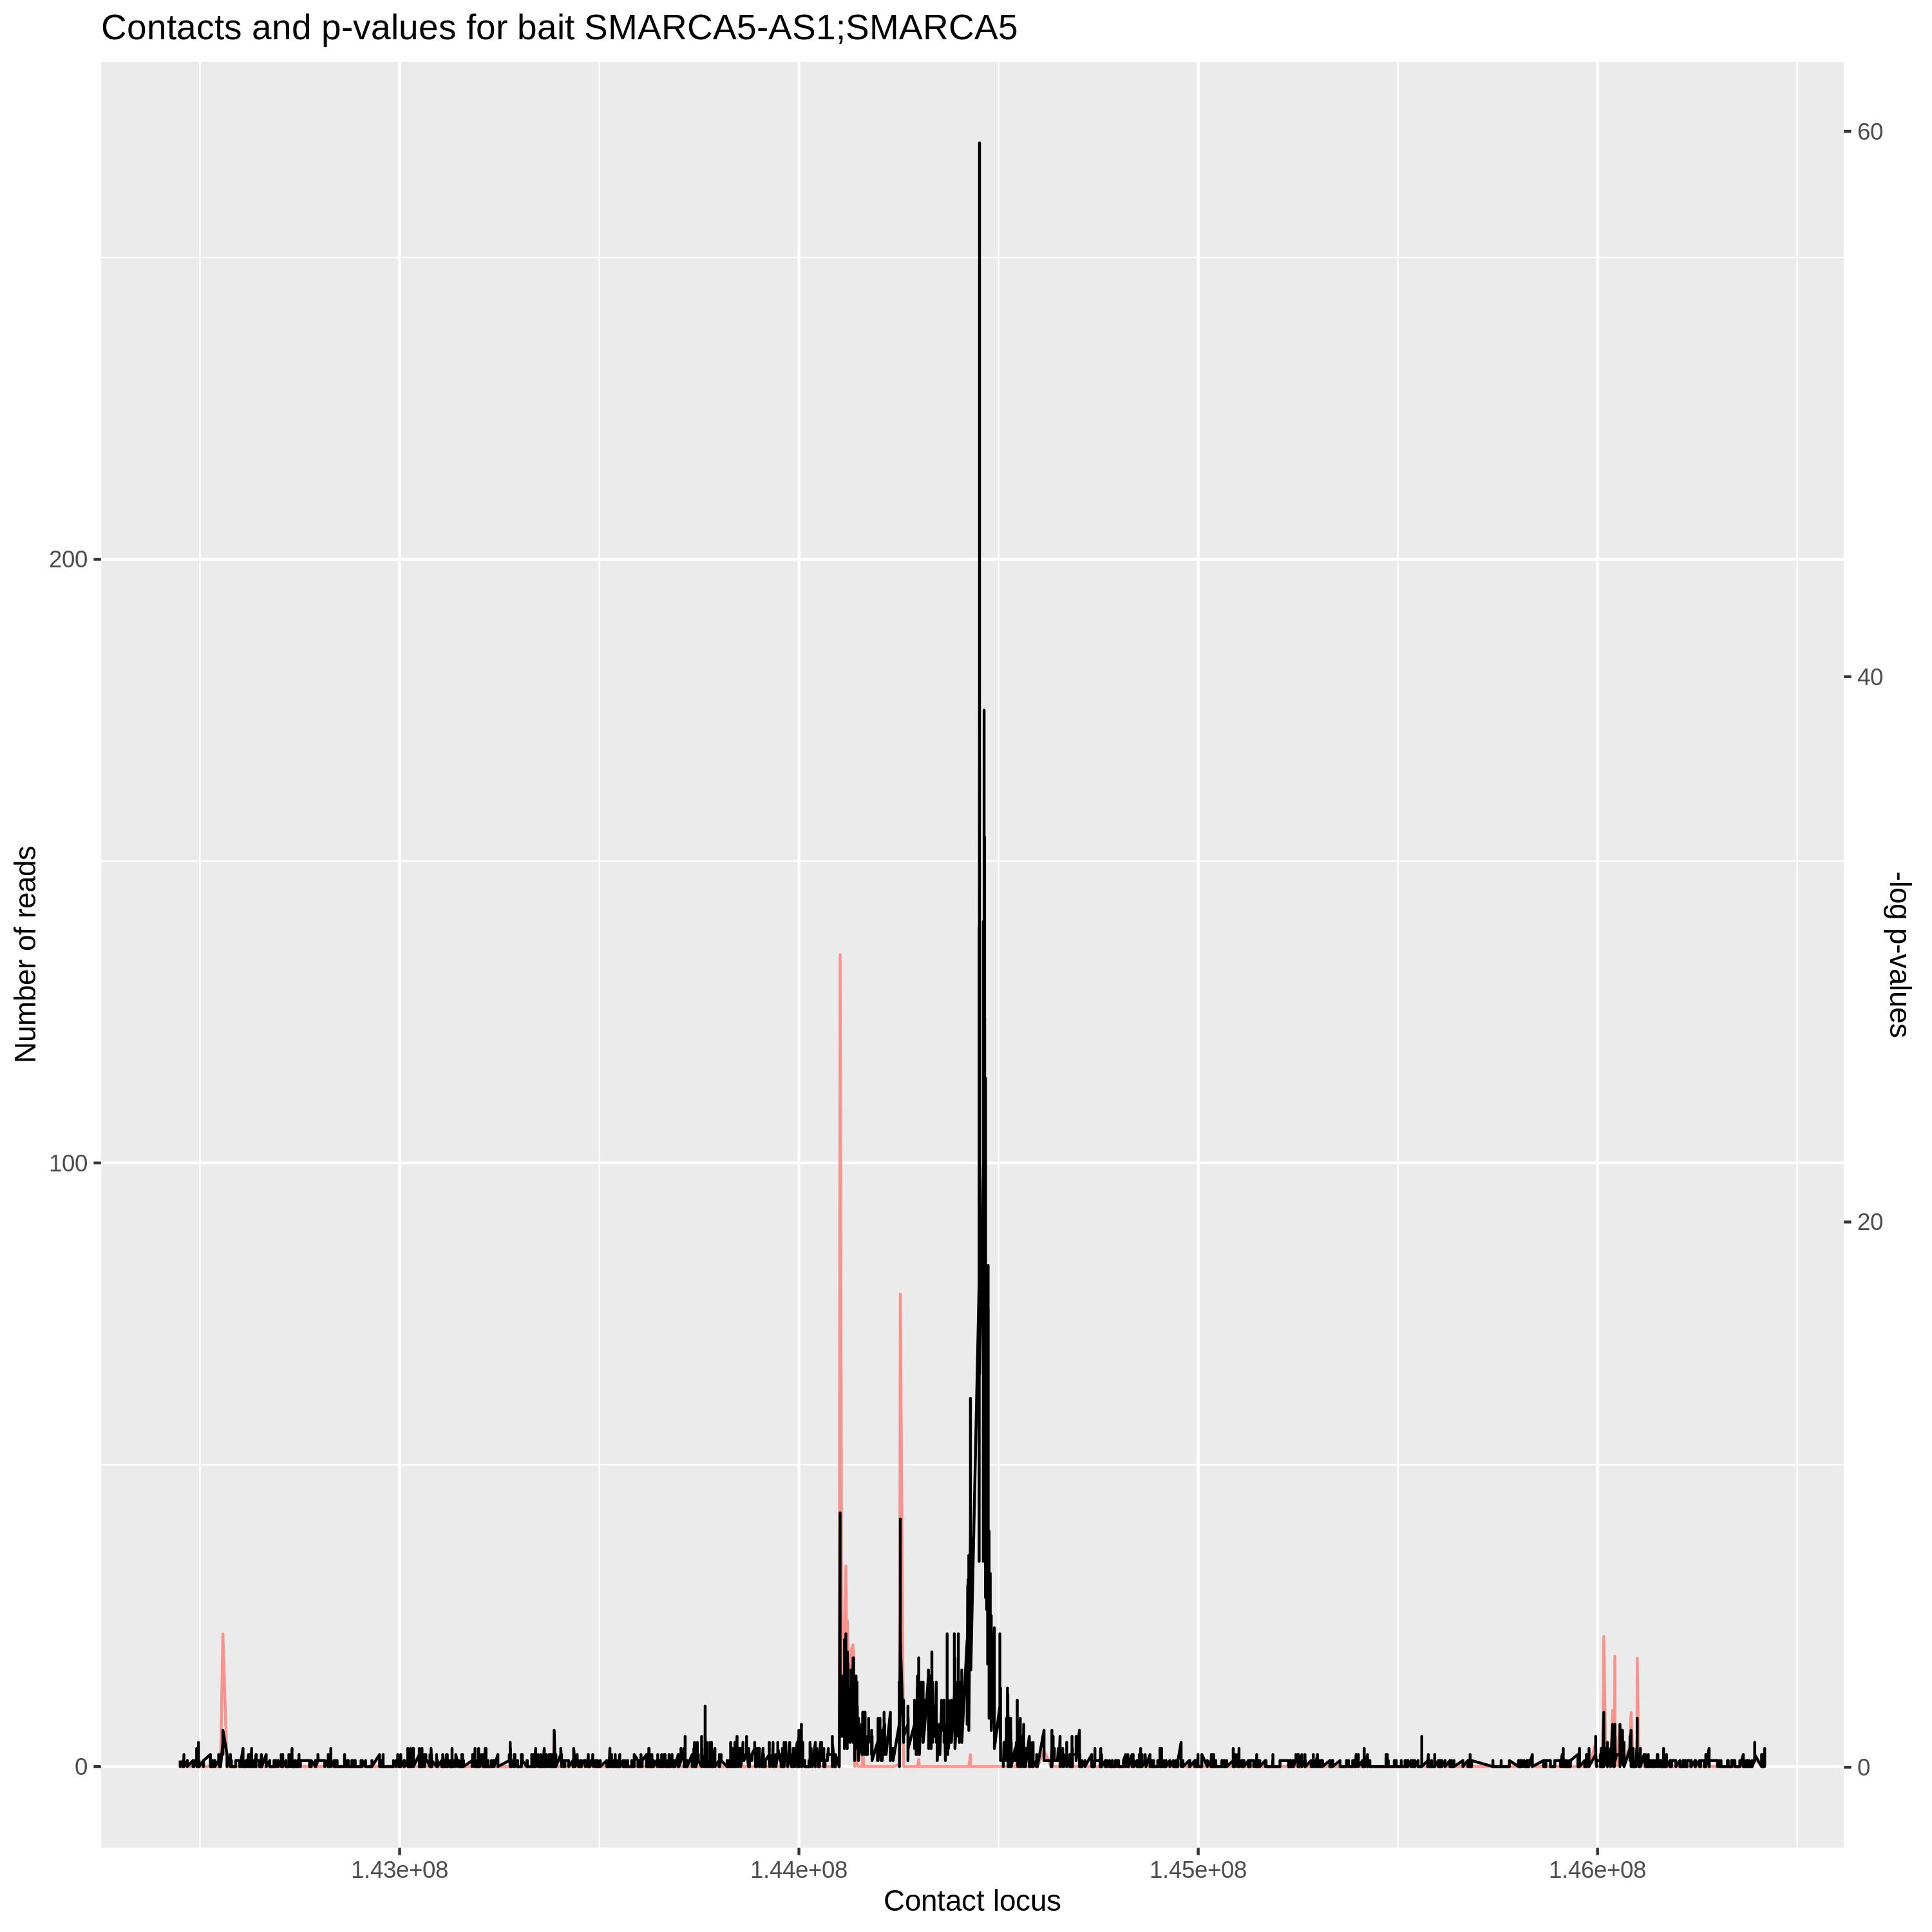 Contacts and p-values for bait SMARCA5-AS1;SMARCA5
60
200
40
Number of reads
-log p-values
100
20
0
0
1.43e+08
1.44e+08
1.45e+08
1.46e+08
Contact locus